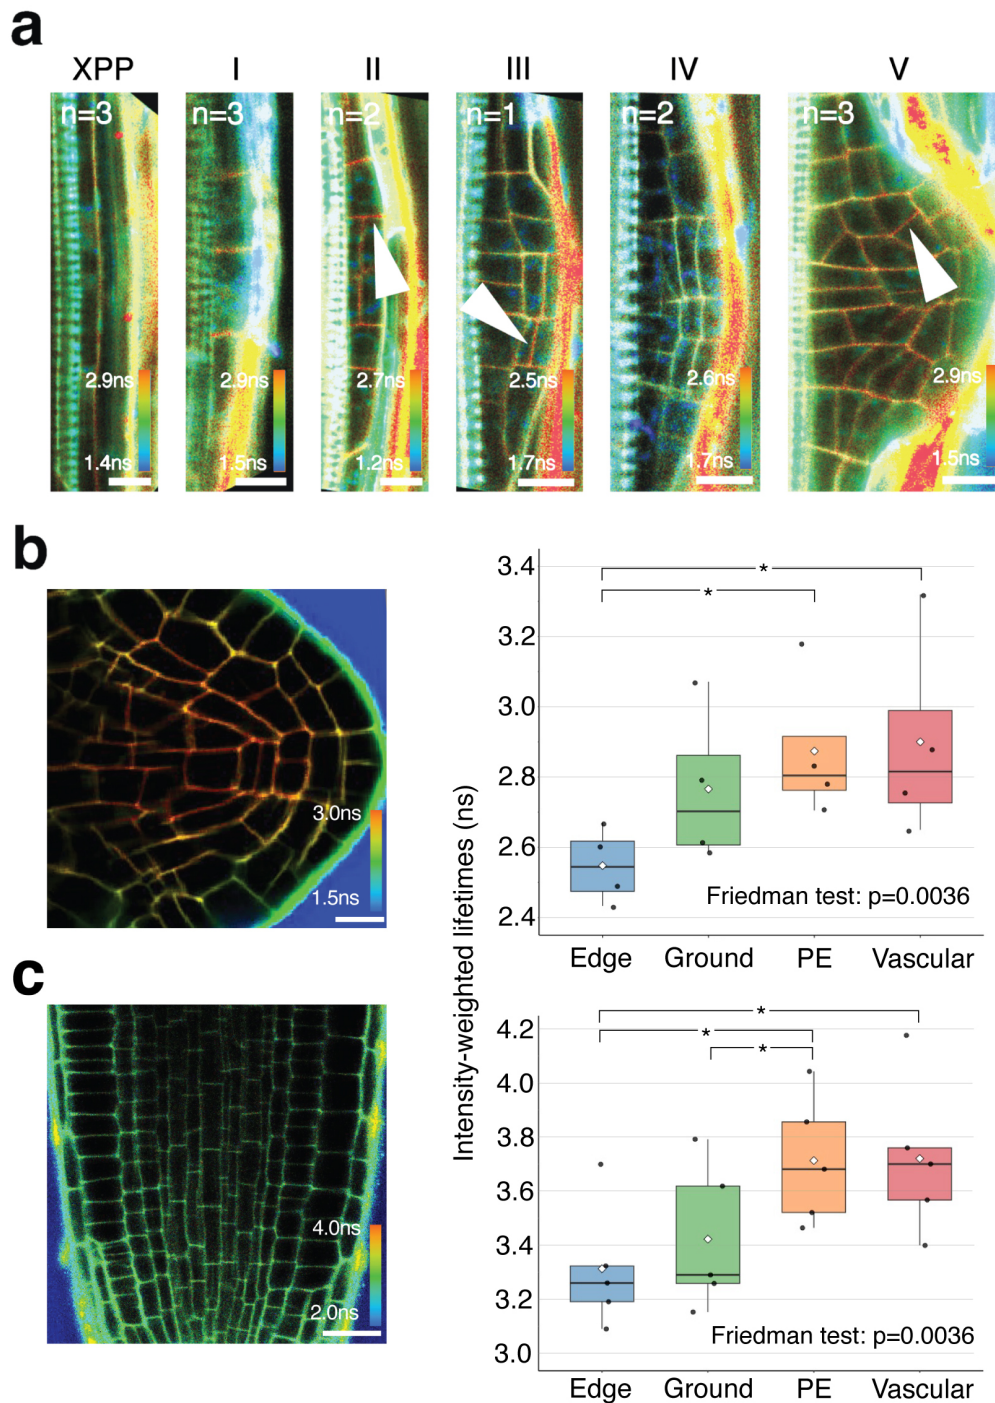 a
XPP I II III IV V
n=3 n=3 n=2 n=1 n=2 n=3
2.9ns 2.9ns 2.7ns 2.5ns 2.6ns 2.9ns
1.4ns 1.5ns 1.2ns 1.7ns 1.7ns 1.5ns
b
3.0ns
1.5ns
c
4.0ns
2.0ns
Intensity-weighted lifetimes (ns)
3.4
* 
*
3.2
3.0
2.8
2.6
Friedman test: p=0.0036
2.4
Edge Ground PE Vascular
*
4.2
*
*
4.0
3.8
3.6
3.4
3.2
Friedman test: p=0.0036
3.0
Edge Ground PE Vascular